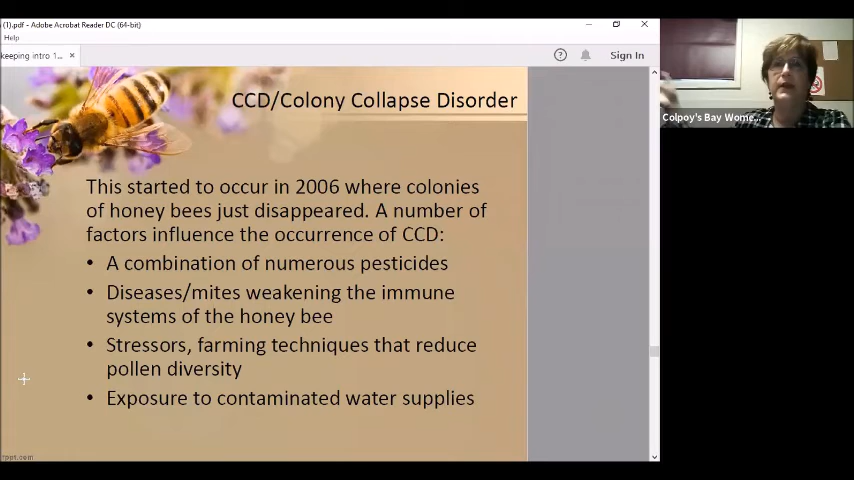 (1).pdf - Adobe Acrobat Reader DC (64-bit)
Help
keeping intro 1... ×
Sign In
CCD/Colony Collapse Disorder
This started to occur in 2006 where colonies
of honey bees just disappeared. A number of
factors influence the occurrence of CCD:
• A combination of numerous pesticides
• Diseases/mites weakening the immune
systems of the honey bee
• Stressors, farming techniques that reduce
pollen diversity
• Exposure to contaminated water supplies
Colpoy's Bay Wome...